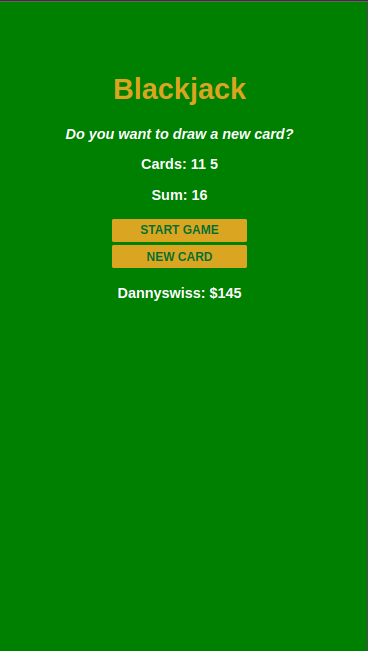 Blackjack
Do you want to draw a new card?
Cards: 11 5
Sum: 16
START GAME
NEW CARD
Dannyswiss: $145